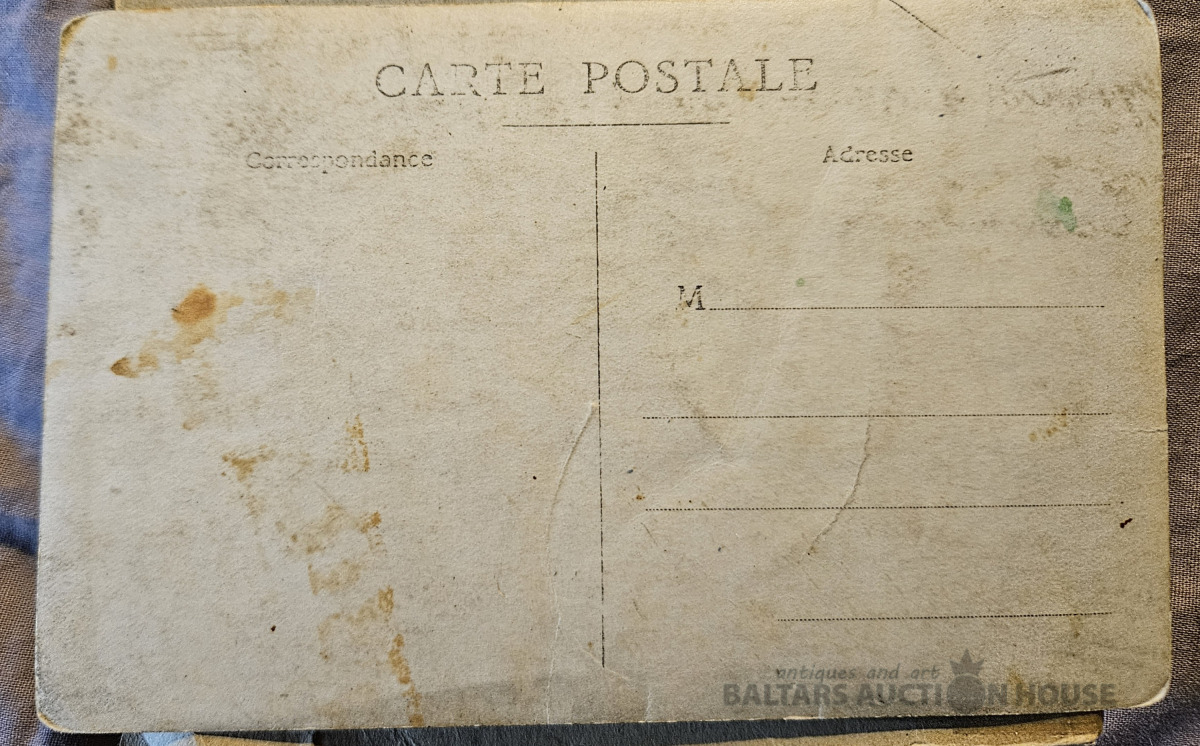 CARTE POSTALE
Correspondance
Adresse
M
antiques and art
BALTARS AUCTION HOUSE